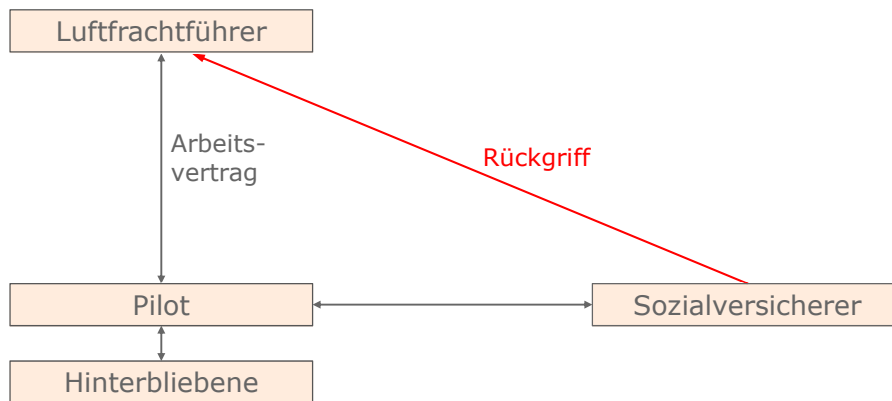 Luftfrachtführer
Arbeits-
vertrag
Rückgriff
Pilot
Sozialversicherer
Hinterbliebene